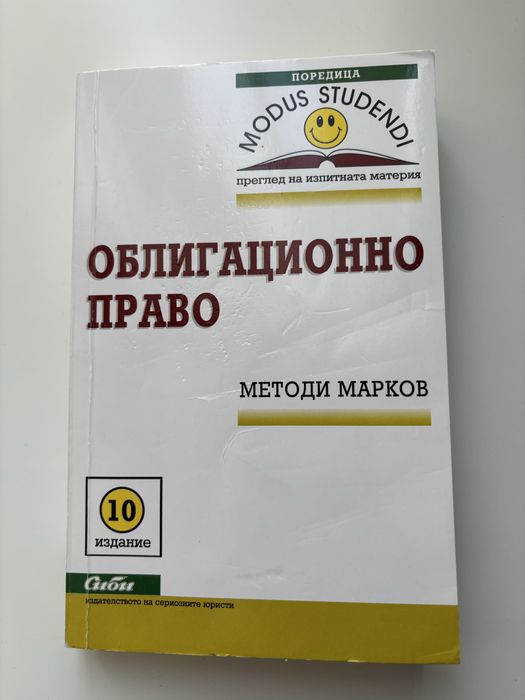 ПОРЕДИЦА
MODUS STUDENDI
преглед на изпитната материя
ОБЛИГАЦИОННО
ПРАВО
МЕТОДИ МАРКОВ
10
издание
Сиби
издателството на сериозните юристи